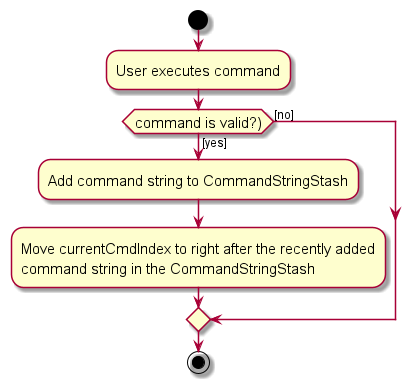 User executes command
command is valid?)
[no]
[yes]
Add command string to CommandStringStash
Move currentCmdIndex to right after the recently added
command string in the CommandStringStash